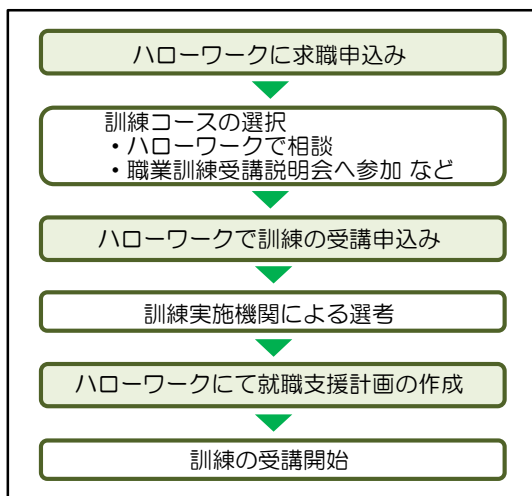 ハローワークに求職申込み
訓練コースの選択
・ハローワークで相談
・職業訓練受講説明会へ参加 など
ハローワークで訓練の受講申込み
訓練実施機関による選考
ハローワークにて就職支援計画の作成
訓練の受講開始